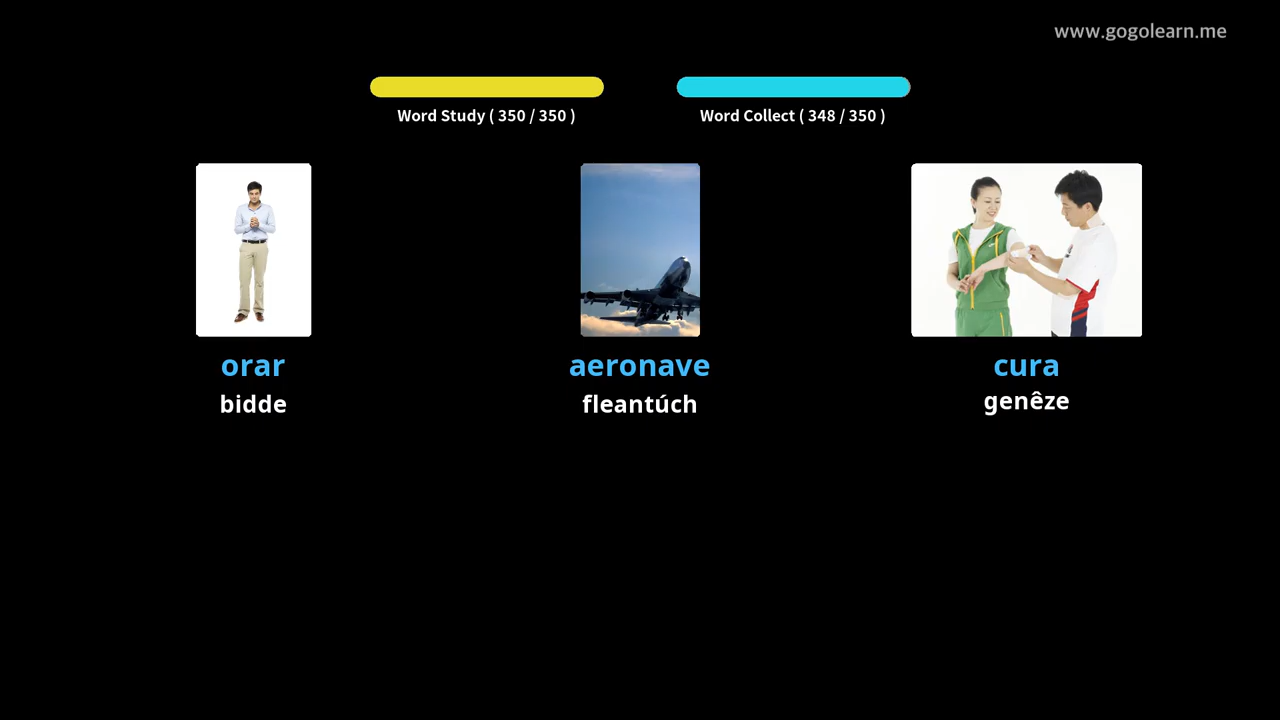 www.gogolearn.me
Word Study ( 350 / 350 )
Word Collect ( 348 / 350 )
orar
aeronave
cura
bidde
fleantúch
genêze